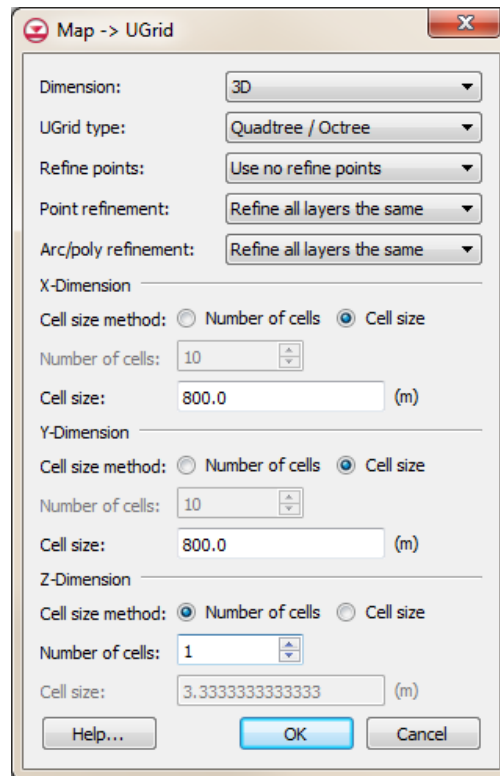 Map -> UGrid
Dimension: 3D
UGrid type: Quadtree / Octree
Refine points: Use no refine points
Point refinement: Refine all layers the same
Arc/poly refinement: Refine all layers the same
X-Dimension
Cell size method: Number of cells Cell size
Number of cells: 10
Cell size: 800.0 (m)
Y-Dimension
Cell size method: Number of cells Cell size
Number of cells: 10
Cell size: 800.0 (m)
Z-Dimension
Cell size method: Number of cells Cell size
Number of cells: 1
Cell size: 3.3333333333333 (m)
Help... OK Cancel